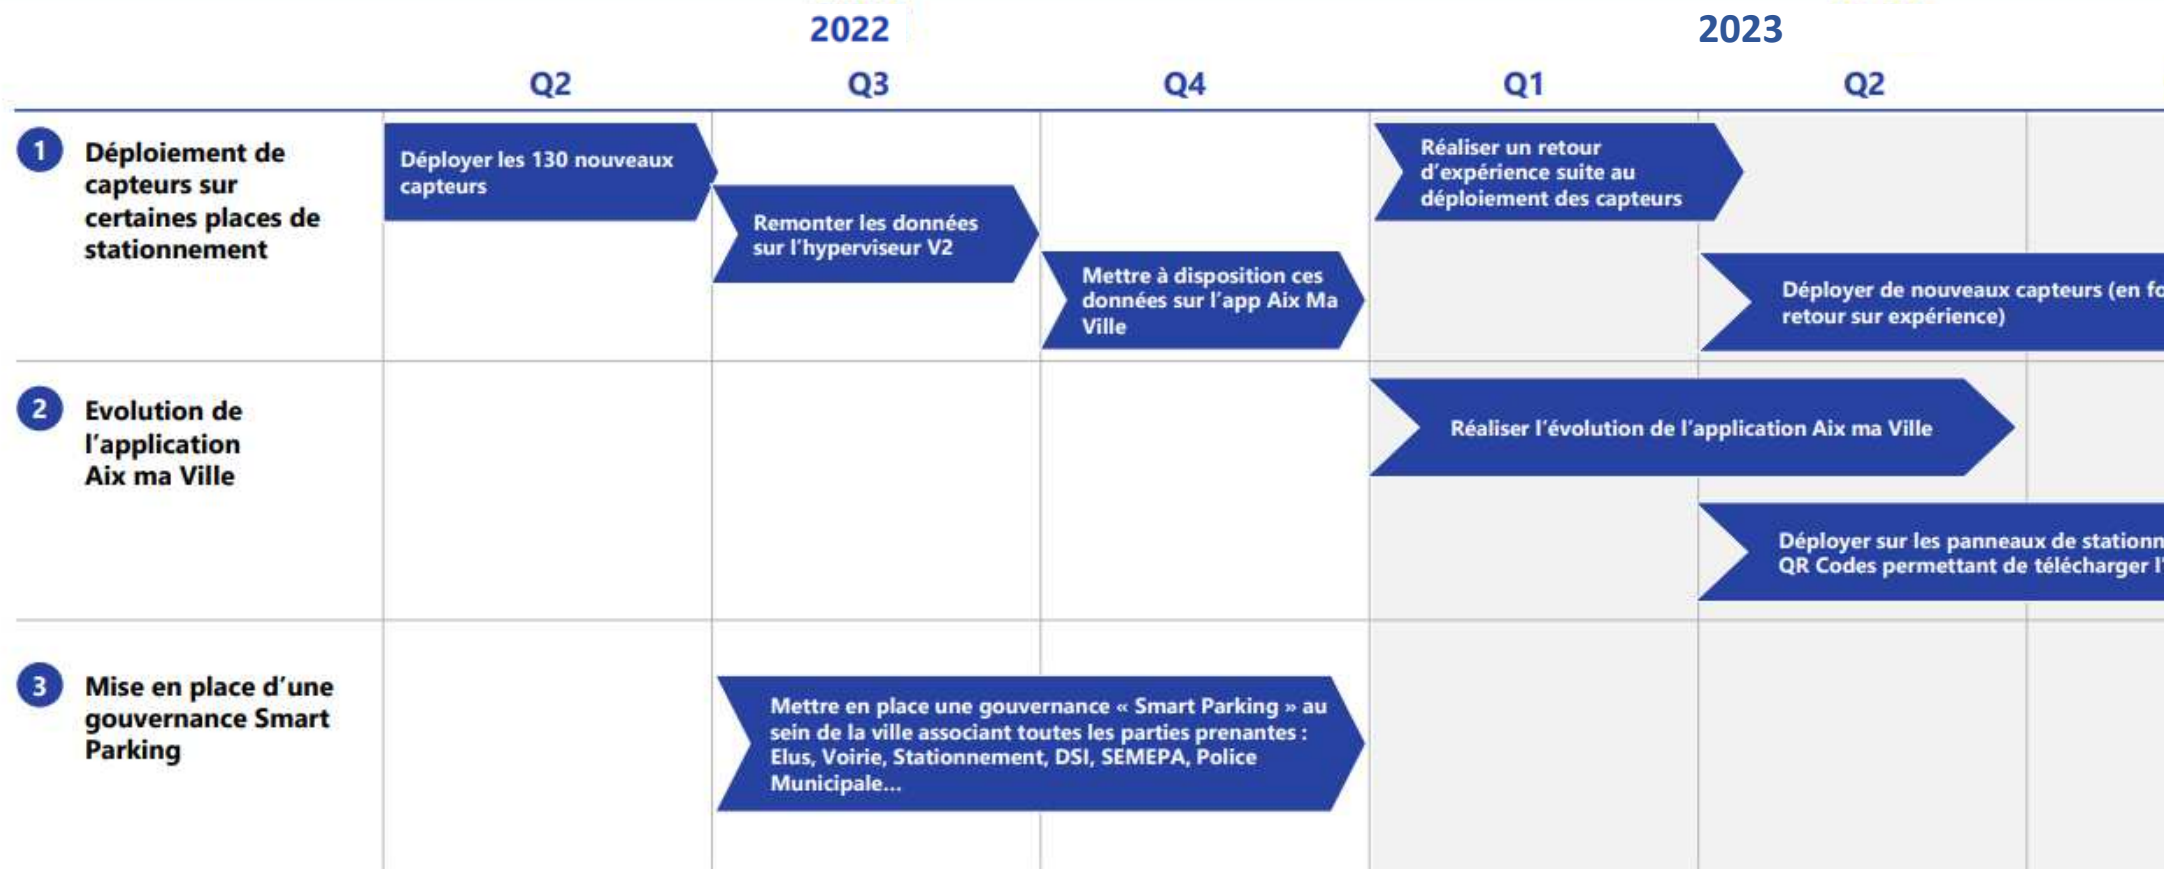 2022
2023
Q2
Q3
Q4
Q1
Q2
1
Déploiement de
capteurs sur
certaines places de
stationnement
Déployer les 130 nouveaux
capteurs
Remonter les données
sur l'hyperviseur V2
Mettre à disposition ces
données sur l'app Aix Ma
Ville
Réaliser un retour
d'expérience suite au
déploiement des capteurs
Déployer de nouveaux capteurs (en
retour sur expérience)
2
Evolution de
l'application
Aix ma Ville
Réaliser l'évolution de l'application Aix ma Ville
Déployer sur les panneaux de
QR Codes permettant de télécharger
3
Mise en place d'une
gouvernance Smart
Parking
Mettre en place une gouvernance « Smart Parking » au
sein de la ville associant toutes les parties prenantes :
Elus, Voirie, Stationnement, DSI, SEMEPA, Police
Municipale...